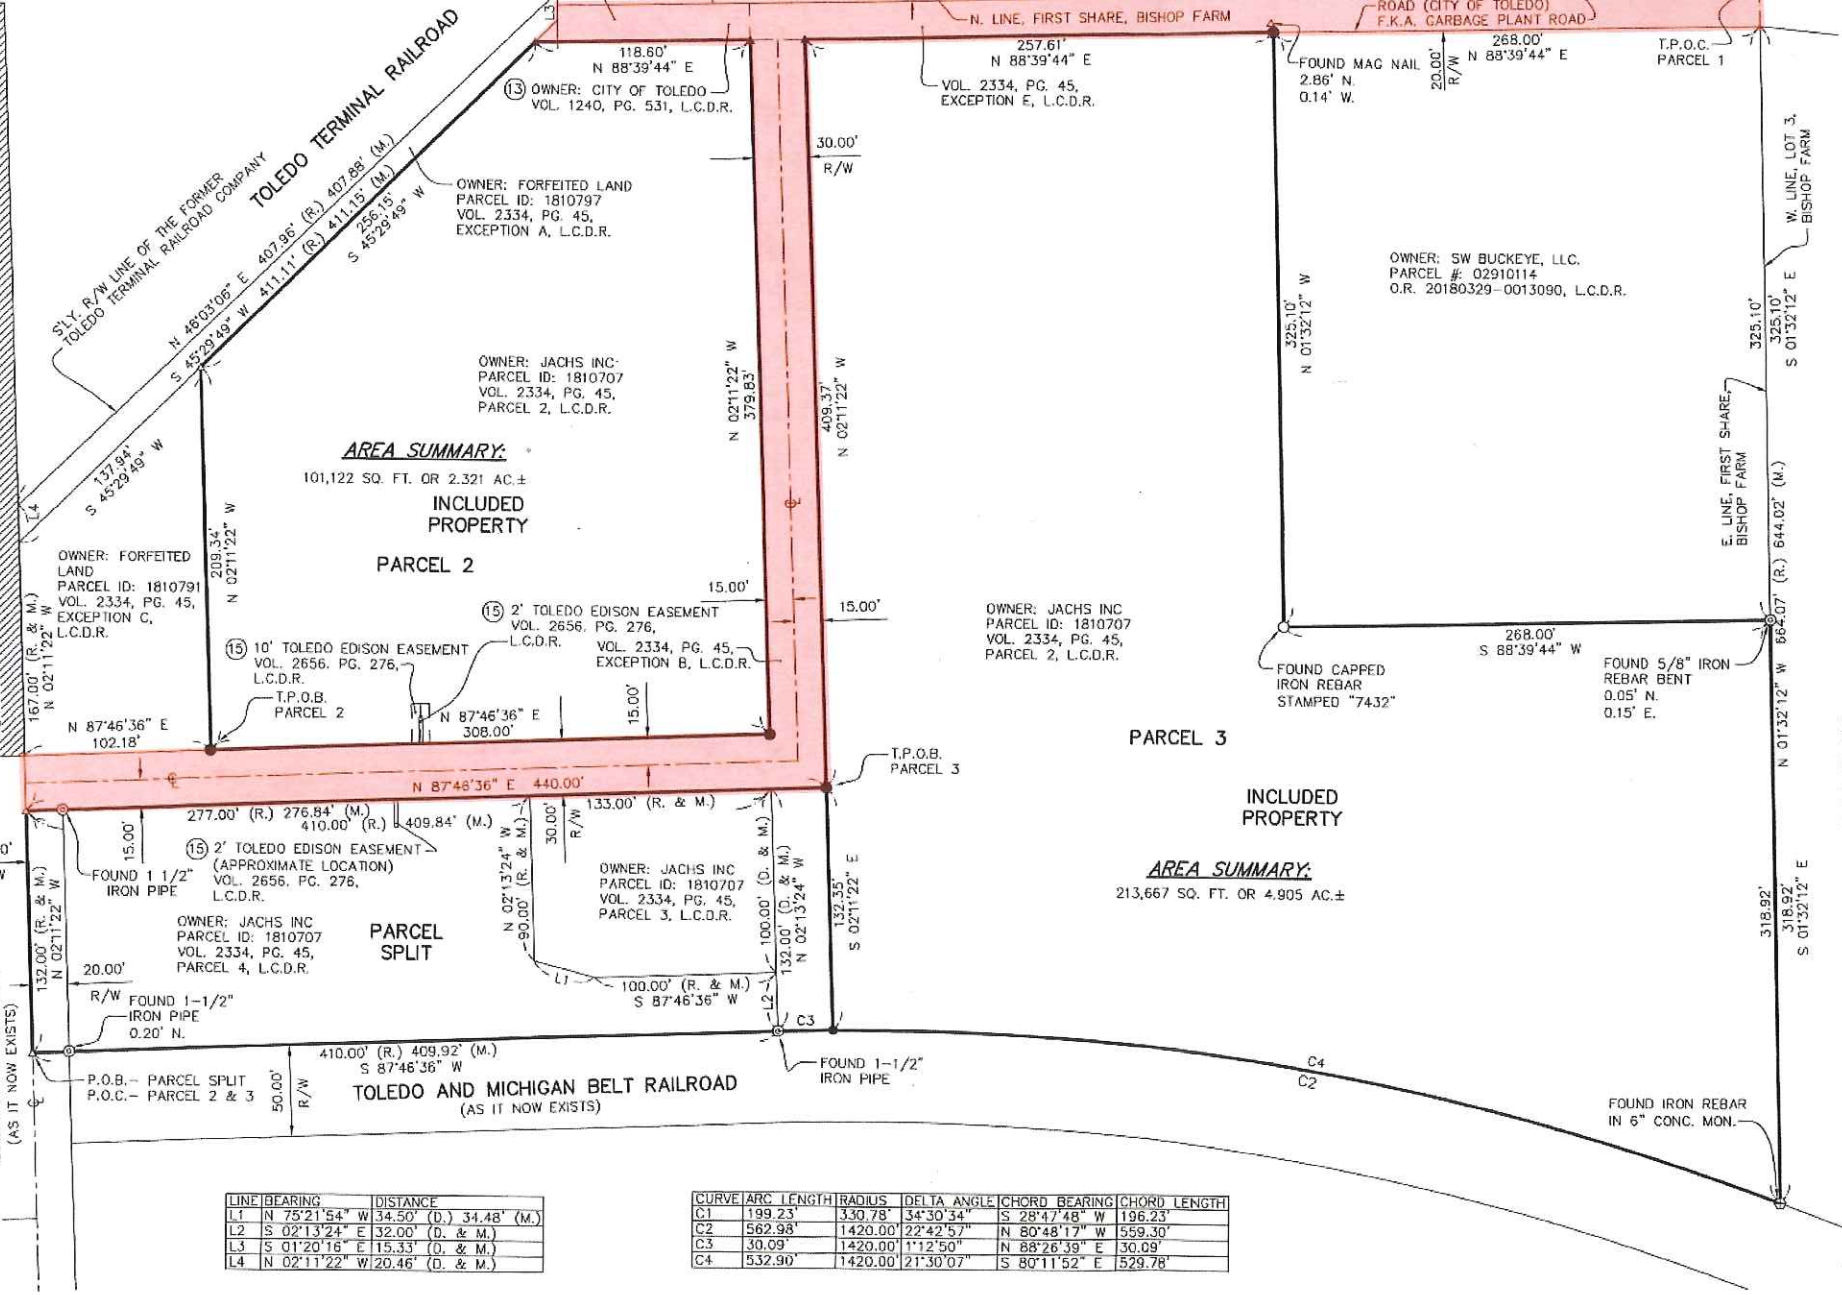 TOLEDO TERMINAL RAILROAD
S'LY. R/W LINE OF THE FORMER
TOLEDO TERMINAL RAILROAD COMPANY
L3
N. LINE, FIRST SHARE, BISHOP FARM
ROAD (CITY OF TOLEDO)
F.K.A. GARBAGE PLANT ROAD
118.60'
N 88°39'44" E
257.61'
N 88°39'44" E
268.00'
N 88°39'44" E
20.00'
R/W
T.P.O.C.
PARCEL 1
FOUND MAG NAIL
2.86' N.
0.14' W.
13 OWNER: CITY OF TOLEDO
VOL. 1240, PG. 531, L.C.D.R.
VOL. 2334, PG. 45,
EXCEPTION E, L.C.D.R.
30.00'
R/W
W. LINE, LOT 3,
BISHOP FARM
N 46°03'06" E 407.96' (R.) 407.88' (M.)
S 45°29'49" W 411.11' (R.) 411.15' (M.)
256.15'
S 45°29'49" W
OWNER: FORFEITED LAND
PARCEL ID: 1810797
VOL. 2334, PG. 45,
EXCEPTION A, L.C.D.R.
OWNER: SW BUCKEYE, LLC.
PARCEL #: 02910114
O.R. 20180329-0013090, L.C.D.R.
325.10'
N 01°32'12" W
325.10'
325.10'
S 01°32'12" E
OWNER: JACHS INC
PARCEL ID: 1810707
VOL. 2334, PG. 45,
PARCEL 2, L.C.D.R.
N 02°11'22" W
379.83'
409.37'
N 02°11'22" W
AREA SUMMARY:
101,122 SQ. FT. OR 2.321 AC.±
INCLUDED
PROPERTY
PARCEL 2
137.94'
S 45°29'49" W
L4
209.34'
N 02°11'22" W
E. LINE, FIRST SHARE,
BISHOP FARM
N 01°32'12" W 664.07' (R.) 644.02' (M.)
OWNER: FORFEITED
LAND
PARCEL ID: 1810791
VOL. 2334, PG. 45,
EXCEPTION C,
L.C.D.R.
167.00' (R. & M.)
N 02°11'22" W
15.00'
15.00'
15 2' TOLEDO EDISON EASEMENT
VOL. 2656. PG. 276,
L.C.D.R.
15 10' TOLEDO EDISON EASEMENT
VOL. 2656. PG. 276,
L.C.D.R.
VOL. 2334, PG. 45,
EXCEPTION B, L.C.D.R.
OWNER: JACHS INC
PARCEL ID: 1810707
VOL. 2334, PG. 45,
PARCEL 2, L.C.D.R.
268.00'
S 88°39'44" W
FOUND CAPPED
IRON REBAR
STAMPED "7432"
FOUND 5/8" IRON
REBAR BENT
0.05' N.
0.15' E.
T.P.O.B.
PARCEL 2
N 87°46'36" E
102.18'
N 87°46'36" E
308.00'
15.00'
PARCEL 3
T.P.O.B.
PARCEL 3
N 87°46'36" E 440.00'
INCLUDED
PROPERTY
AREA SUMMARY:
213,667 SQ. FT. OR 4.905 AC.±
277.00' (R.) 276.84' (M.)
410.00' (R.) 409.84' (M.)
133.00' (R. & M.)
15.00'
30.00'
R/W
15 2' TOLEDO EDISON EASEMENT
(APPROXIMATE LOCATION)
VOL. 2656. PG. 276,
L.C.D.R.
FOUND 1 1/2"
IRON PIPE
0'
W
132.00' (R. & M.)
N 02°11'22" W
OWNER: JACHS INC
PARCEL ID: 1810707
VOL. 2334, PG. 45,
PARCEL 4, L.C.D.R.
PARCEL
SPLIT
N 02°13'24" W
90.00' (R. & M.)
OWNER: JACHS INC
PARCEL ID: 1810707
VOL. 2334, PG. 45,
PARCEL 3, L.C.D.R.
100.00' (D. & M.)
132.00' (D. & M.)
N 02°13'24" W
132.35'
S 02°11'22" E
318.92'
318.92'
S 01°32'12" E
L1
100.00' (R. & M.)
S 87°46'36" W
L2
C3
20.00'
R/W
FOUND 1-1/2"
IRON PIPE
0.20' N.
410.00' (R.) 409.92' (M.)
S 87°46'36" W
FOUND 1-1/2"
IRON PIPE
C4
C2
P.O.B.- PARCEL SPLIT
P.O.C.- PARCEL 2 & 3
50.00'
R/W
TOLEDO AND MICHIGAN BELT RAILROAD
(AS IT NOW EXISTS)
(AS IT NOW EXISTS)
FOUND IRON REBAR
IN 6" CONC. MON.
LINE BEARING DISTANCE
L1 N 75°21'54" W 34.50' (D.) 34.48' (M.)
L2 S 02°13'24" E 32.00' (D. & M.)
L3 S 01°20'16" E 15.33' (D. & M.)
L4 N 02°11'22" W 20.46' (D. & M.)
CURVE ARC LENGTH RADIUS DELTA ANGLE CHORD BEARING CHORD LENGTH
C1 199.23' 330.78' 34°30'34" S 28°47'48" W 196.23'
C2 562.98' 1420.00' 22°42'57" N 80°48'17" W 559.30'
C3 30.09' 1420.00' 1°12'50" N 88°26'39" E 30.09'
C4 532.90' 1420.00' 21°30'07" S 80°11'52" E 529.78'